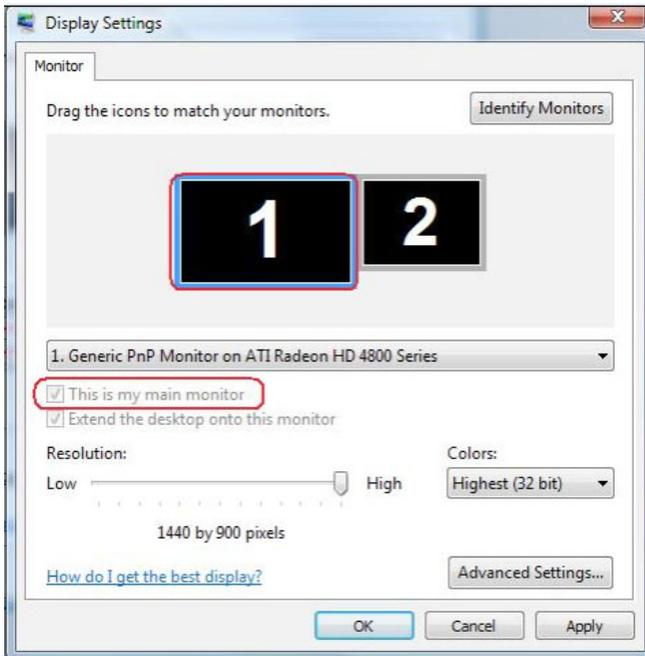 Display Settings
Monitor
Drag the icons to match your monitors.
Identify Monitors
1
2
1. Generic PnP Monitor on ATI Radeon HD 4800 Series
This is my main monitor
Extend the desktop onto this monitor
Resolution:
Colors:
Low
High
Highest (32 bit)
1440 by 900 pixels
How do I get the best display?
Advanced Settings...
OK
Cancel
Apply